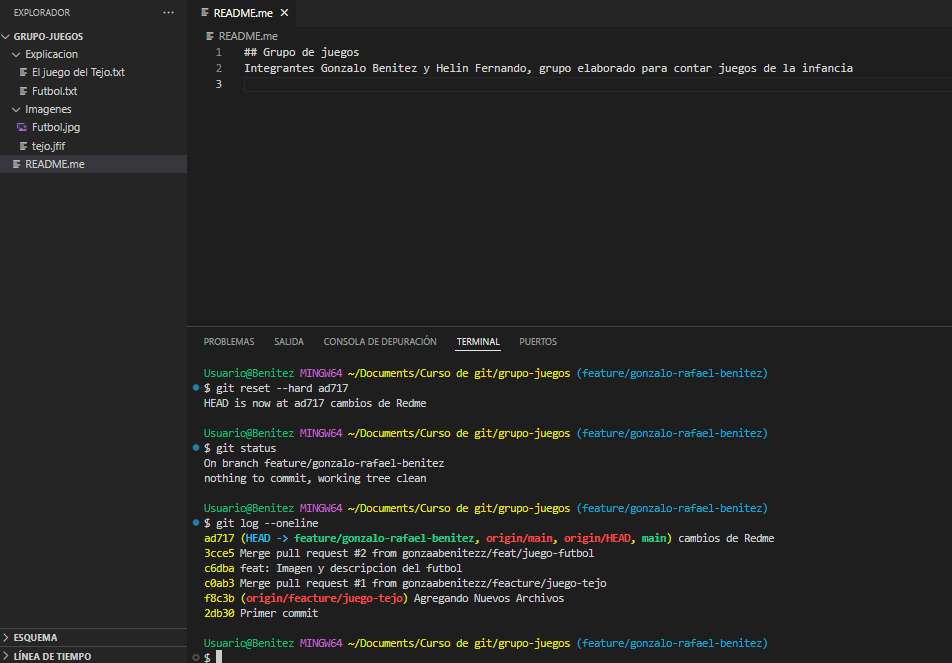 EXPLORADOR
GRUPO-JUEGOS
Explicacion
El juego del Tejo.txt
Futbol.txt
Imagenes
Futbol.jpg
tejo.jfif
README.me
ESQUEMA
LÍNEA DE TIEMPO
README.me
README.me
1 ## Grupo de juegos
2 Integrantes Gonzalo Benitez y Helin Fernando, grupo elaborado para contar juegos de la infancia
3
PROBLEMAS SALIDA CONSOLA DE DEPURACIÓN TERMINAL PUERTOS
Usuario@Benitez MINGW64 ~/Documents/Curso de git/grupo-juegos (feature/gonzalo-rafael-benitez)
$ git reset --hard ad717
HEAD is now at ad717 cambios de Redme
Usuario@Benitez MINGW64 ~/Documents/Curso de git/grupo-juegos (feature/gonzalo-rafael-benitez)
$ git status
On branch feature/gonzalo-rafael-benitez
nothing to commit, working tree clean
Usuario@Benitez MINGW64 ~/Documents/Curso de git/grupo-juegos (feature/gonzalo-rafael-benitez)
$ git log --oneline
ad717 (HEAD -> feature/gonzalo-rafael-benitez, origin/main, origin/HEAD, main) cambios de Redme
3cce5 Merge pull request #2 from gonzaabenitezz/feat/juego-futbol
c6dba feat: Imagen y descripcion del futbol
c0ab3 Merge pull request #1 from gonzaabenitezz/feacture/juego-tejo
f8c3b (origin/feacture/juego-tejo) Agregando Nuevos Archivos
2db30 Primer commit
Usuario@Benitez MINGW64 ~/Documents/Curso de git/grupo-juegos (feature/gonzalo-rafael-benitez)
$